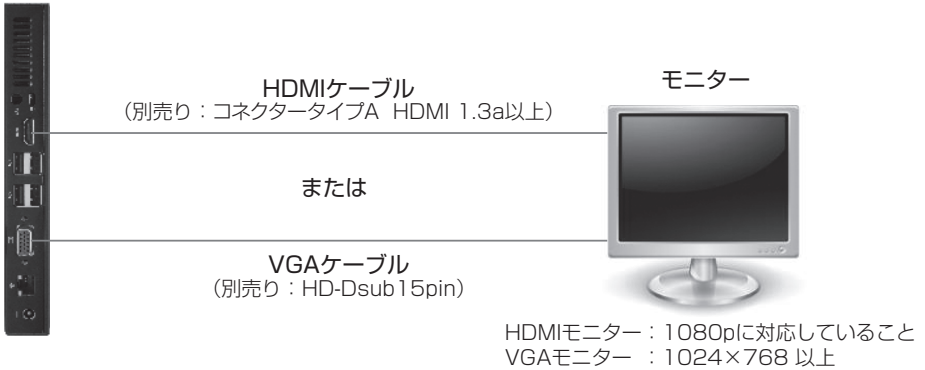 HDMIケーブル
（別売り：コネクタータイプA HDMI 1.3a以上）
モニター
または
VGAケーブル
（別売り：HD-Dsub15pin）
HDMIモニター：1080pに対応していること
VGAモニター ：1024×768 以上